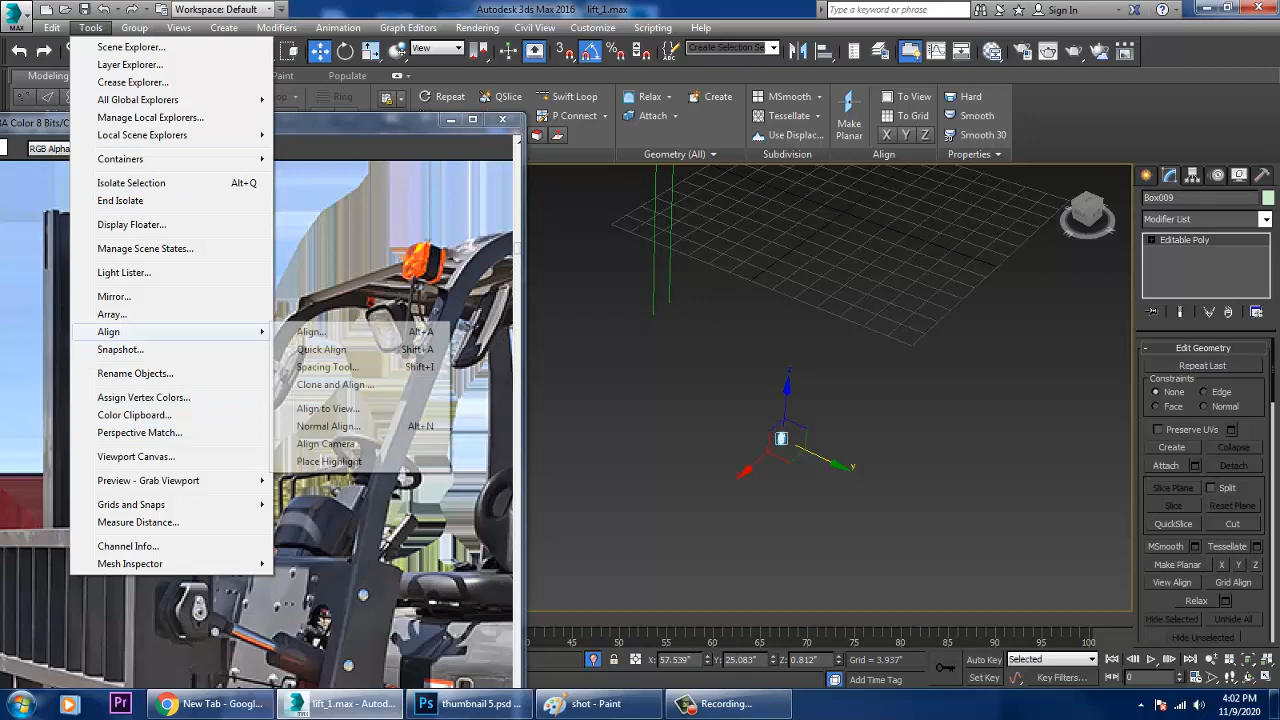 MAX
Workspace: Default
Autodesk 3ds Max 2016 lift_1.max
Type a keyword or phrase
Sign In
Edit Tools Group Views Create Modifiers Animation Graph Editors Rendering Civil View Customize Scripting Help
View
Create Selection Se
Modeling
Paint
Populate
Ring
Repeat QSlice Swift Loop Relax Create MSmooth To View Hard
P Connect Attach Tessellate Make Planar To Grid Smooth
Use Displac... X Y Z Smooth 30
Geometry (All) Subdivision Align Properties
A Color 8 Bits/C
RGB Alpha
Scene Explorer...
Layer Explorer...
Crease Explorer...
All Global Explorers
Manage Local Explorers...
Local Scene Explorers
Containers
Isolate Selection Alt+Q
End Isolate
Display Floater...
Manage Scene States...
Light Lister...
Mirror...
Array...
Align
Snapshot...
Rename Objects...
Assign Vertex Colors...
Color Clipboard...
Perspective Match...
Viewport Canvas...
Preview - Grab Viewport
Grids and Snaps
Measure Distance...
Channel Info...
Mesh Inspector
Align... Alt+A
Quick Align Shift+A
Spacing Tool... Shift+I
Clone and Align ...
Align to View...
Normal Align... Alt+N
Align Camera
Place Highlight
z
y
Box009
Modifier List
Editable Poly
Edit Geometry
Repeat Last
Constraints
None Edge
Face Normal
Preserve UVs
Create Collapse
Attach Detach
Slice Plane Split
Slice Reset Plane
QuickSlice Cut
MSmooth Tessellate
Make Planar X Y Z
View Align Grid Align
Relax
Hide Selected Unhide All
Hide Unselected
45 50 55 60 65 70 75 80 85 90 95 100
X: 57.539" Y: 25.083" Z: 0.812" Grid = 3.937" Auto Key Selected
Add Time Tag Set Key Key Filters... 0
New Tab - Googl...
lift_1.max - Autod...
thumbnail 5.psd ...
shot - Paint
Recording...
4:02 PM
11/9/2020